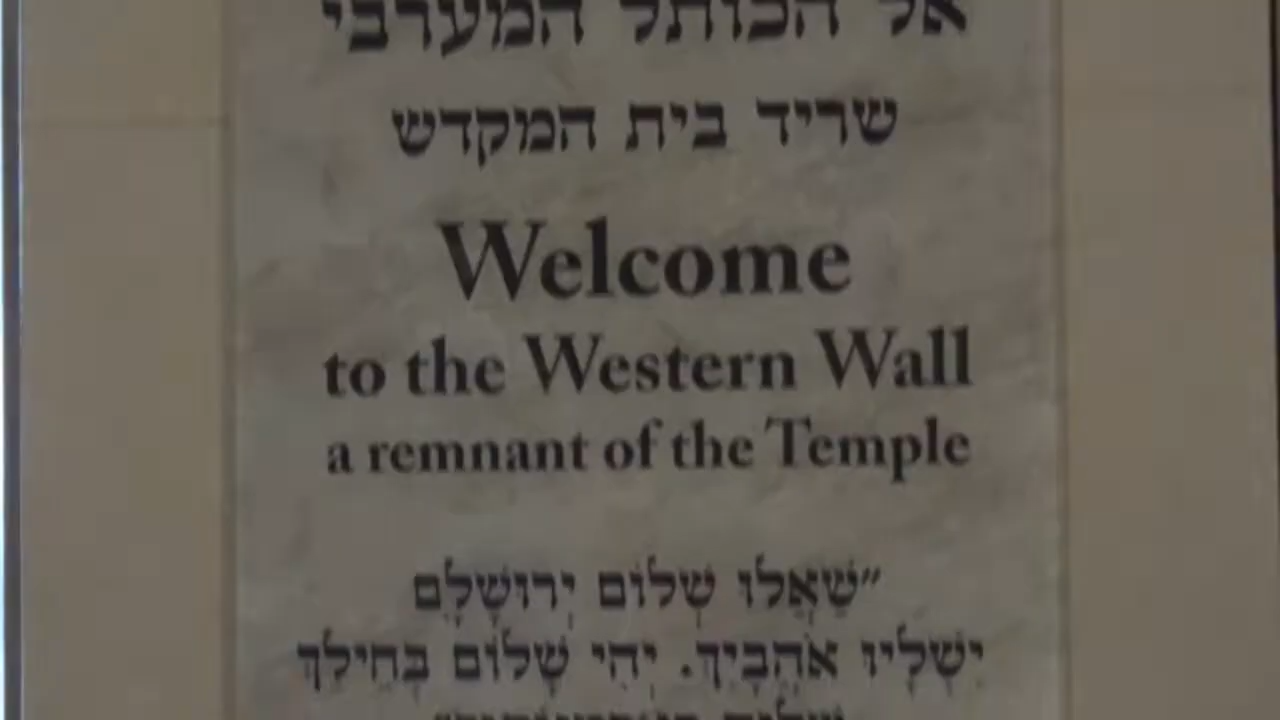 אל הכותל המערבי
שריד בית המקדש
Welcome
to the Western Wall
a remnant of the Temple
"שַׁאֲלוּ שְׁלוֹם יְרוּשָׁלִָם
יִשְׁלָיוּ אֹהֲבָיִךְ. יְהִי שָׁלוֹם בְּחֵילֵךְ